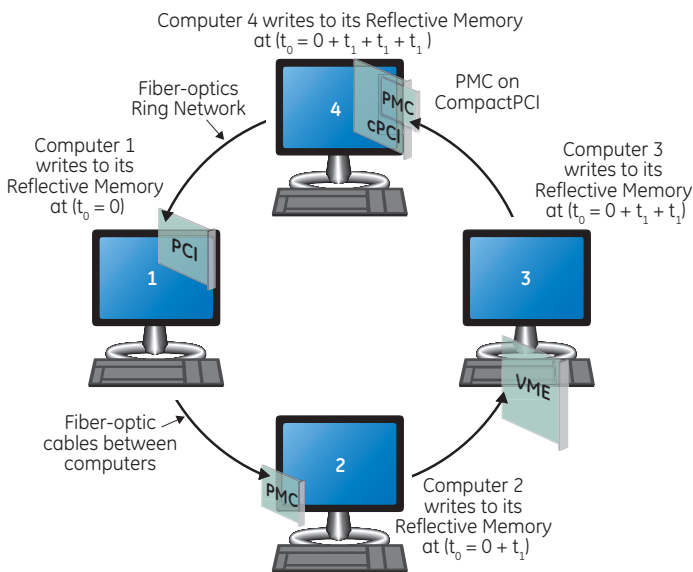 Computer 4 writes to its Reflective Memory
at (t₀ = 0 + t₁ + t₁ + t₁ )
Fiber-optics
Ring Network
4
PMC
cPCI
PMC on
CompactPCI
Computer 1
writes to its
Reflective Memory
at (t₀ = 0)
Computer 3
writes to its
Reflective Memory
at (t₀ = 0 + t₁ + t₁)
PCI
1
3
VME
Fiber-optic
cables between
computers
2
PMC
Computer 2
writes to its
Reflective Memory
at (t₀ = 0 + t₁)